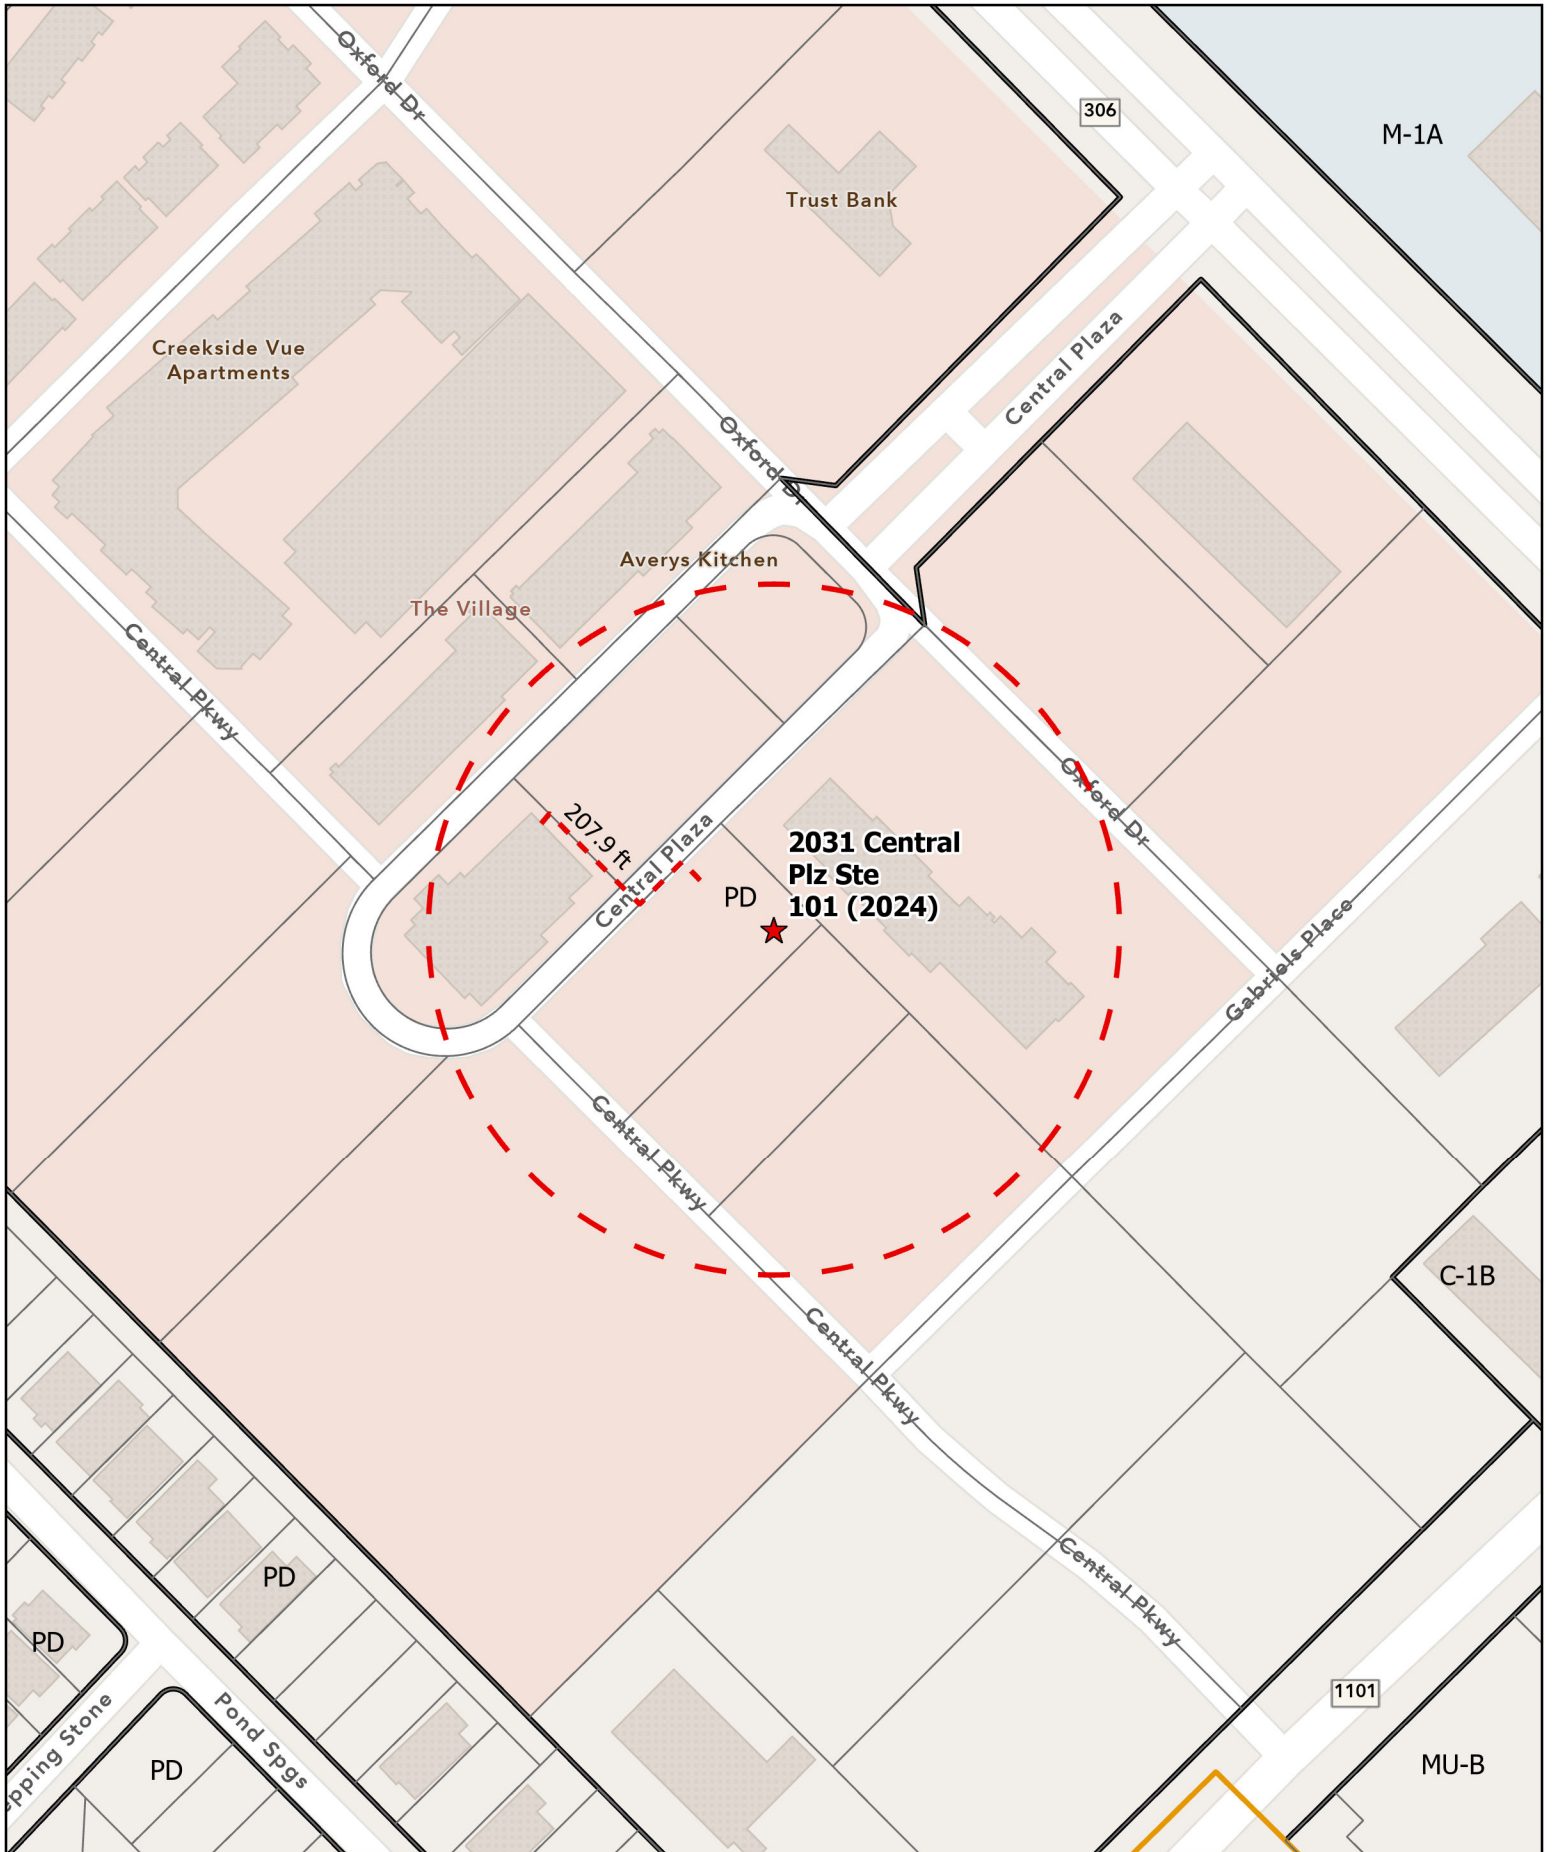 Oxford Dr
306
M-1A
Trust Bank
Creekside Vue
Apartments
Central Plaza
Oxford Dr
Averys Kitchen
The Village
Central Pkwy
Oxford Dr
207.9 ft
Central Plaza
2031 Central
Plz Ste
101 (2024)
PD
Gabriels Place
Central Pkwy
C-1B
Central Pkwy
PD
Central Pkwy
PD
1101
epping Stone
Pond Spgs
PD
MU-B